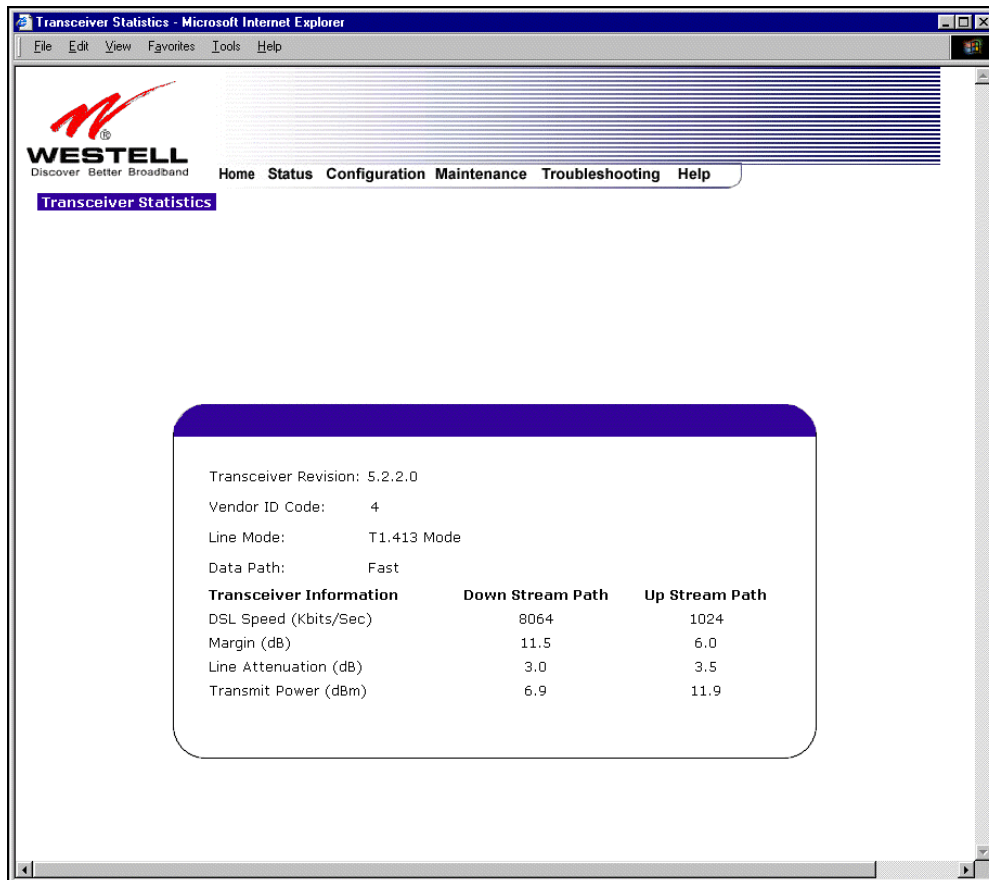 Transceiver Statistics - Microsoft Internet Explorer
File Edit View Favorites Tools Help
®
WESTELL
Discover Better Broadband
Home Status Configuration Maintenance Troubleshooting Help
Transceiver Statistics
Transceiver Revision: 5.2.2.0
Vendor ID Code: 4
Line Mode: T1.413 Mode
Data Path: Fast
Transceiver Information Down Stream Path Up Stream Path
DSL Speed (Kbits/Sec) 8064 1024
Margin (dB) 11.5 6.0
Line Attenuation (dB) 3.0 3.5
Transmit Power (dBm) 6.9 11.9